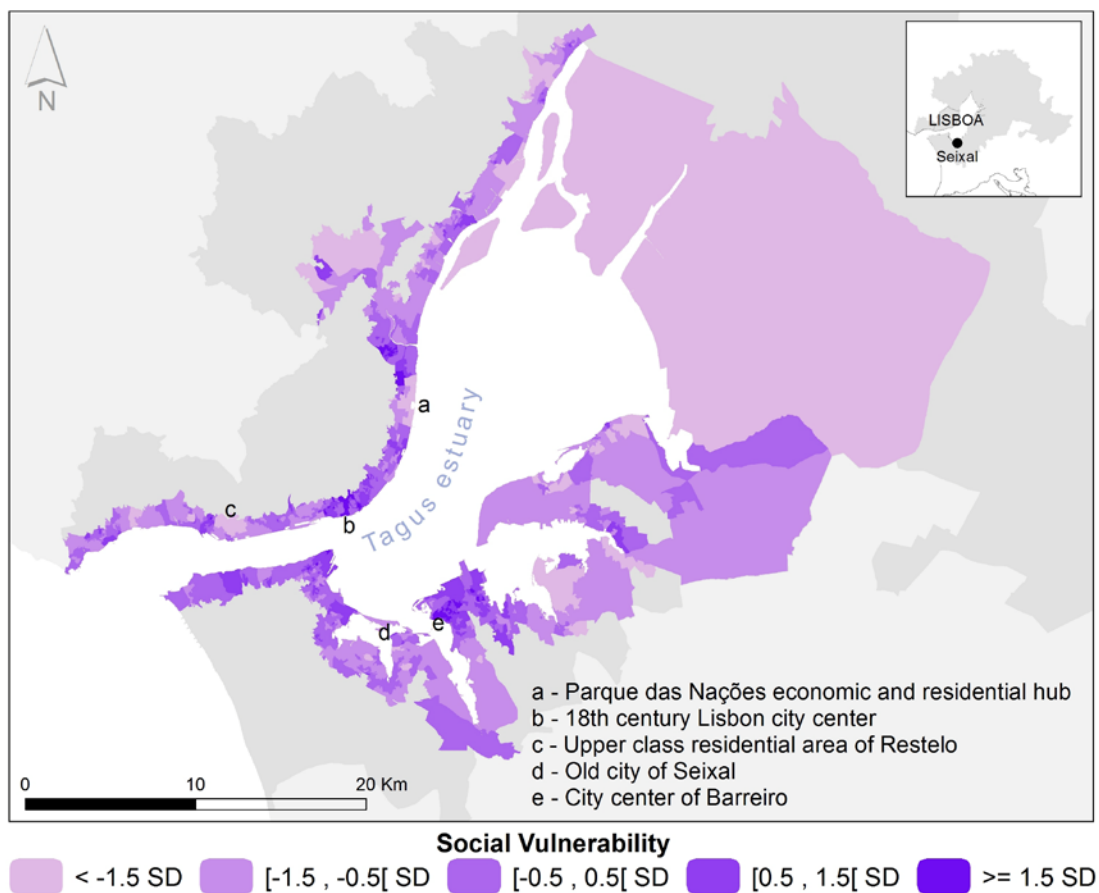 N
LISBOA
Seixal
a
Tagus estuary
c
b
d
e
a - Parque das Nações economic and residential hub
b - 18th century Lisbon city center
c - Upper class residential area of Restelo
d - Old city of Seixal
e - City center of Barreiro
0 10 20 Km
Social Vulnerability
< -1.5 SD [-1.5 , -0.5[ SD [-0.5 , 0.5[ SD [0.5 , 1.5[ SD >= 1.5 SD